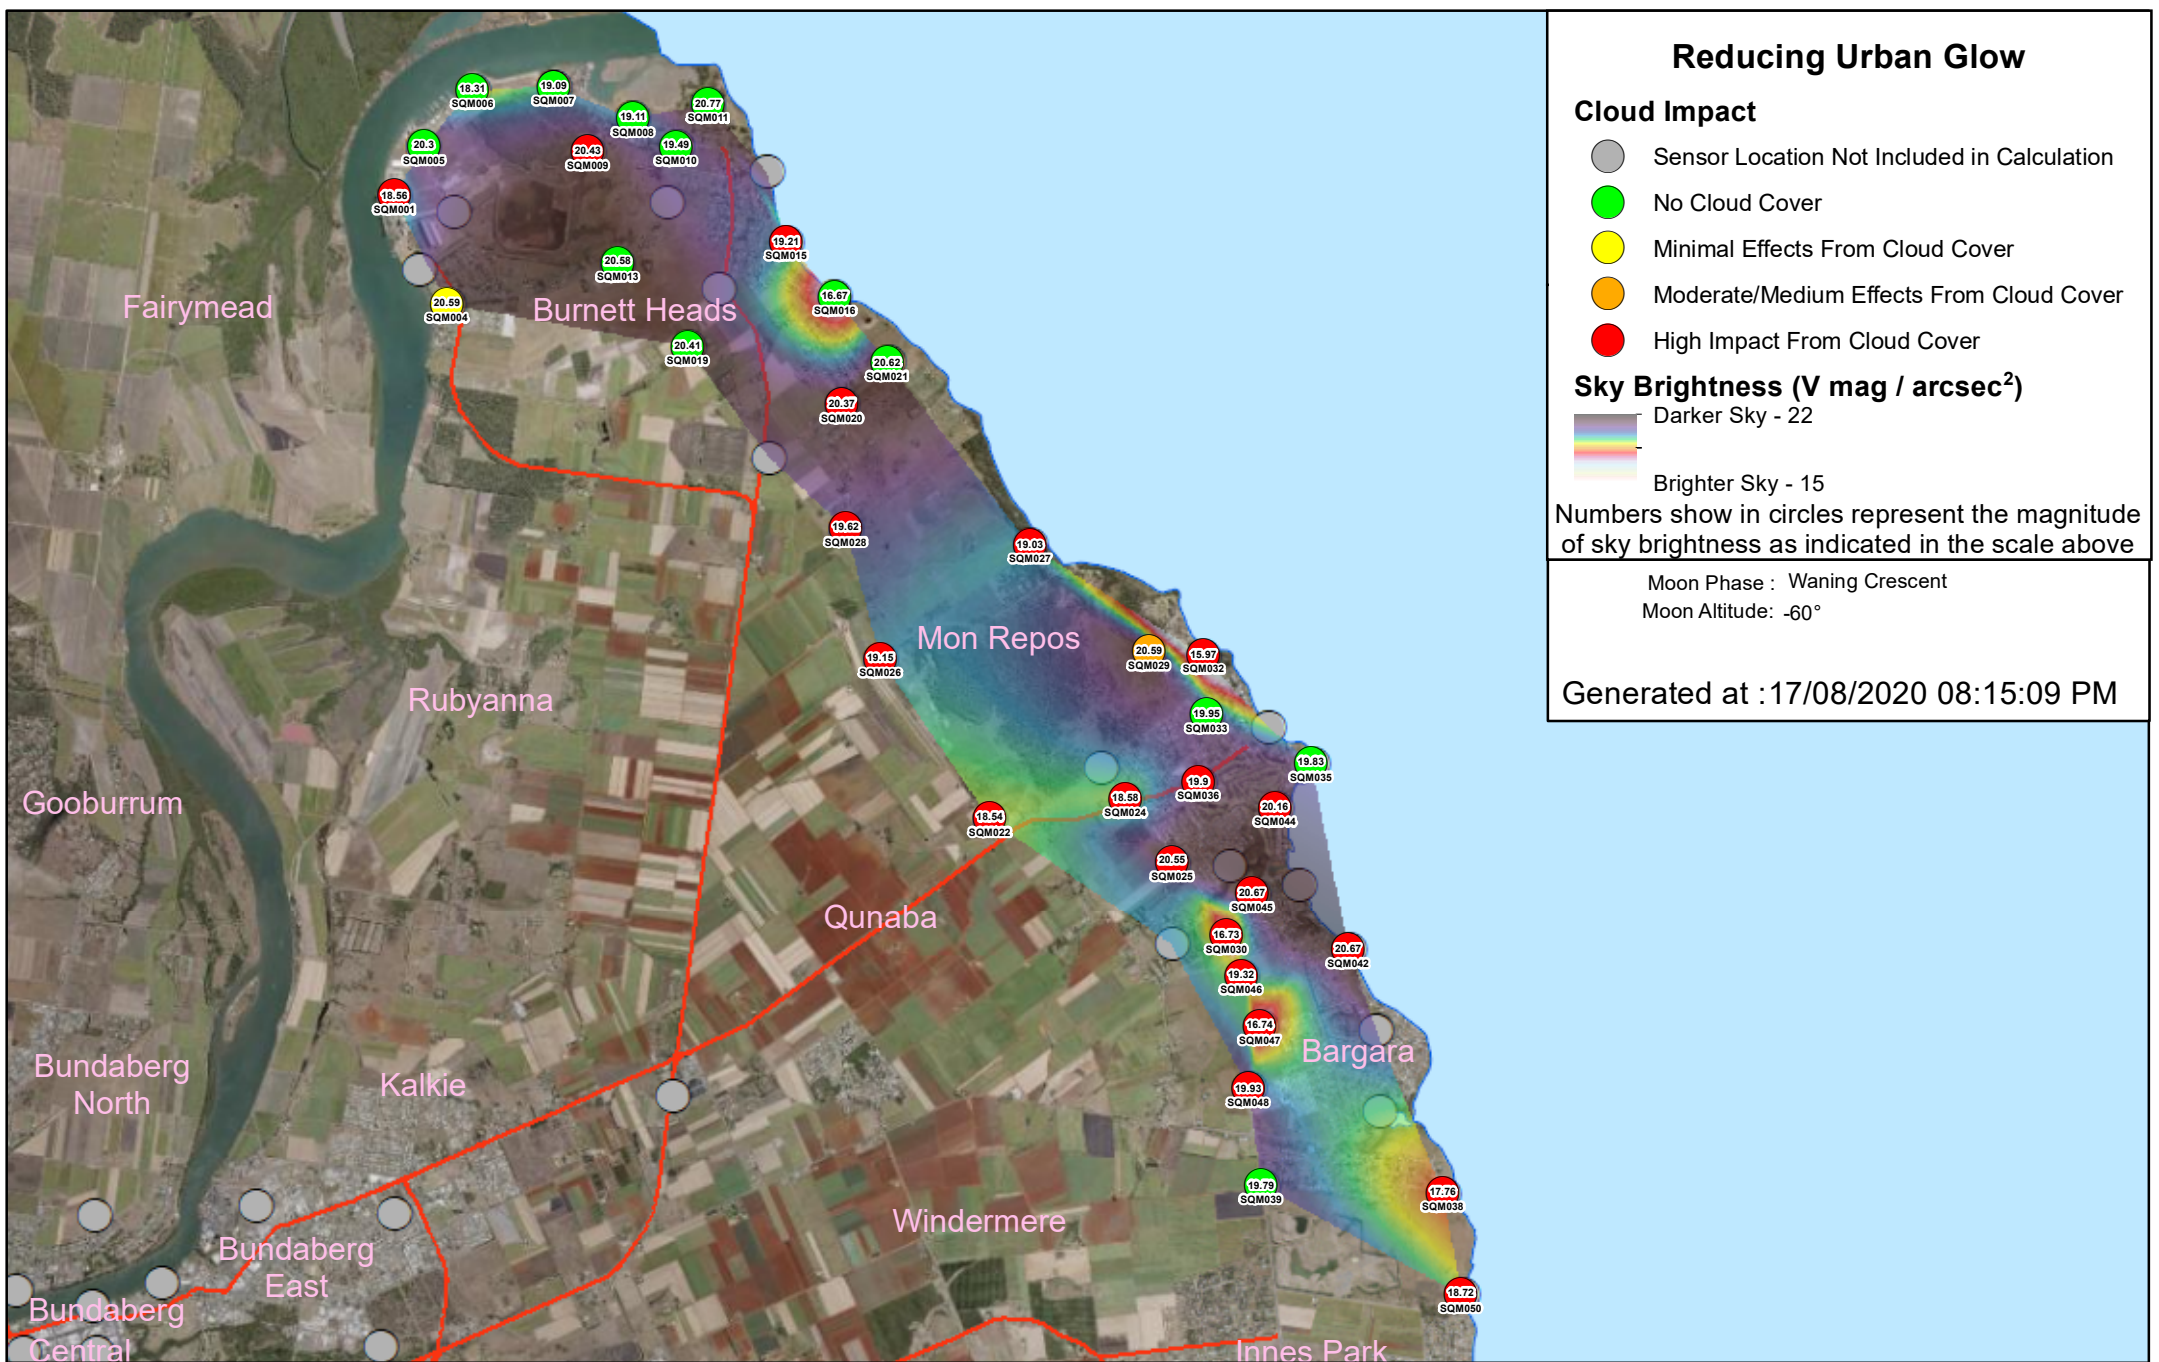 Reducing Urban Glow
Cloud Impact
Sensor Location Not Included in Calculation
No Cloud Cover
Minimal Effects From Cloud Cover
Moderate/Medium Effects From Cloud Cover
High Impact From Cloud Cover
Sky Brightness (V mag / arcsec²)
Darker Sky - 22
Brighter Sky - 15
Numbers show in circles represent the magnitude
of sky brightness as indicated in the scale above
Moon Phase : Waning Crescent
Moon Altitude: -60°
Generated at :17/08/2020 08:15:09 PM
18.31
SQM006
19.09
SQM007
19.11
SQM008
20.77
SQM011
20.3
SQM005
20.43
SQM009
19.49
SQM010
18.56
SQM001
19.21
SQM015
20.58
SQM013
20.59
SQM004
16.67
SQM016
Fairymead
Burnett Heads
20.41
SQM019
20.62
SQM021
20.37
SQM020
19.62
SQM028
19.03
SQM027
Mon Repos
19.15
SQM026
20.59
SQM029
15.97
SQM032
Rubyanna
19.95
SQM033
19.83
SQM035
19.9
SQM036
Gooburrum
18.58
SQM024
20.16
SQM044
18.54
SQM022
20.55
SQM025
20.67
SQM045
Qunaba
16.73
SQM030
20.67
SQM042
19.32
SQM046
16.74
SQM047
Bargara
Bundaberg
North
Kalkie
19.93
SQM048
19.79
SQM039
17.76
SQM038
Windermere
Bundaberg
East
18.72
SQM050
Bundaberg
Central
Innes Park